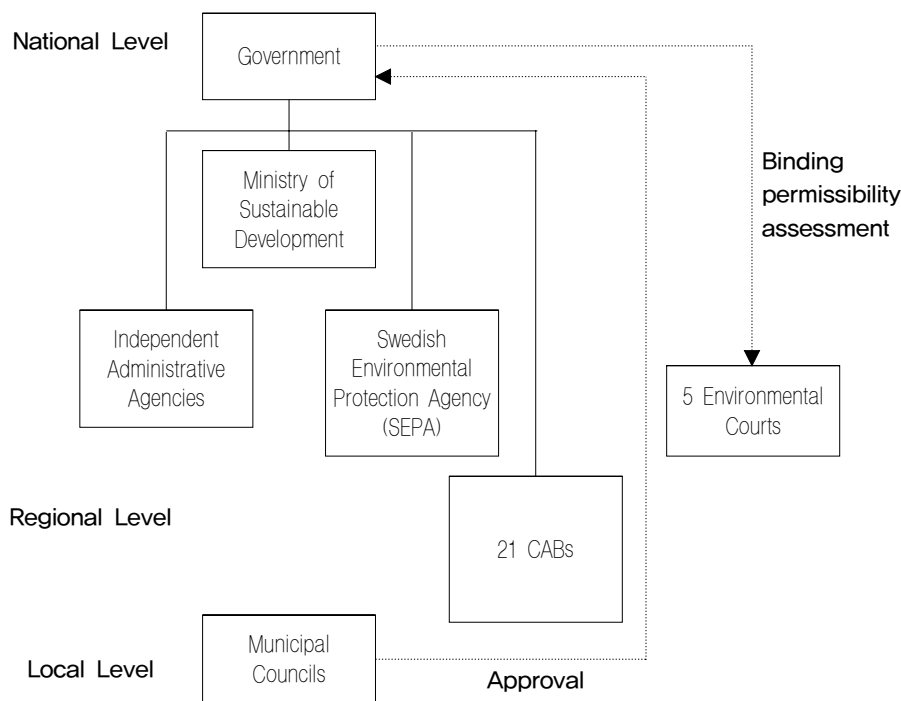 National Level
Government
Ministry of
Sustainable
Development
Binding
permissibility
assessment
Independent
Administrative
Agencies
Swedish
Environmental
Protection Agency
(SEPA)
5 Environmental
Courts
Regional Level
21 CABs
Local Level
Municipal
Councils
Approval